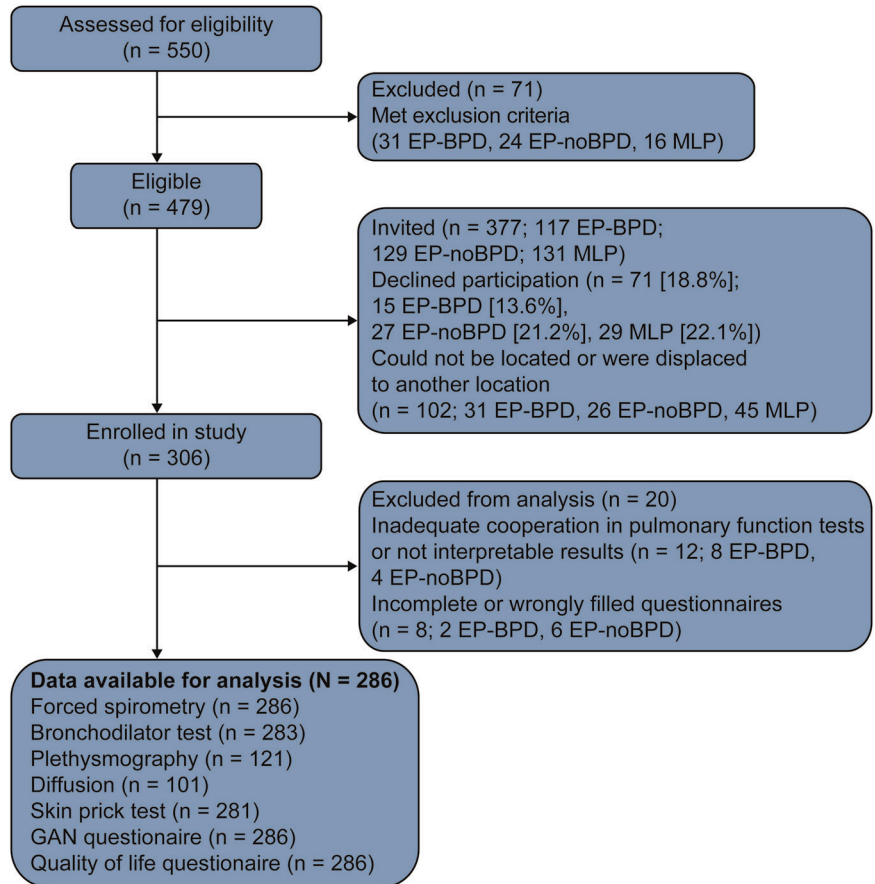 Assessed for eligibility
(n = 550)
Excluded (n = 71)
Met exclusion criteria
(31 EP-BPD, 24 EP-noBPD, 16 MLP)
Eligible
(n = 479)
Invited (n = 377; 117 EP-BPD;
129 EP-noBPD; 131 MLP)
Declined participation (n = 71 [18.8%];
15 EP-BPD [13.6%],
27 EP-noBPD [21.2%], 29 MLP [22.1%])
Could not be located or were displaced
to another location
(n = 102; 31 EP-BPD, 26 EP-noBPD, 45 MLP)
Enrolled in study
(n = 306)
Excluded from analysis (n = 20)
Inadequate cooperation in pulmonary function tests
or not interpretable results (n = 12; 8 EP-BPD,
4 EP-noBPD)
Incomplete or wrongly filled questionnaires
(n = 8; 2 EP-BPD, 6 EP-noBPD)
Data available for analysis (N = 286)
Forced spirometry (n = 286)
Bronchodilator test (n = 283)
Plethysmography (n = 121)
Diffusion (n = 101)
Skin prick test (n = 281)
GAN questionaire (n = 286)
Quality of life questionaire (n = 286)